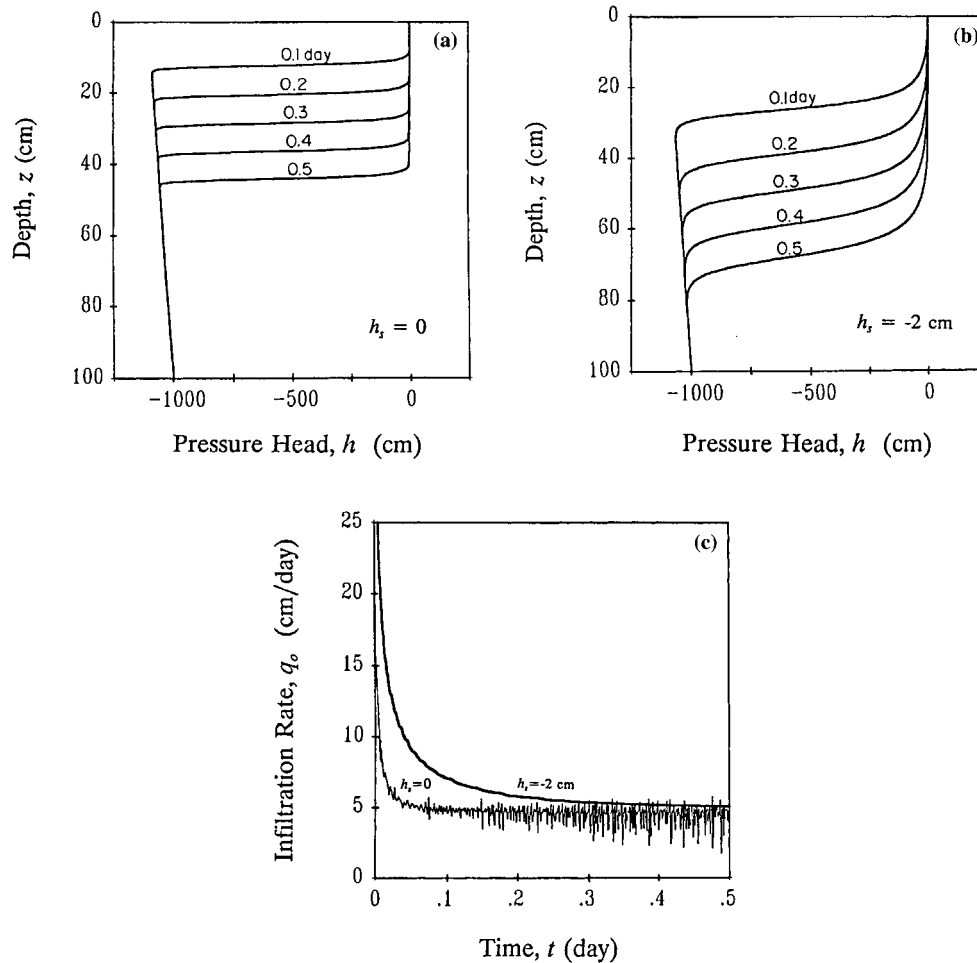 (a)
0
20
40
60
80
100
Depth, z (cm)
0.1 day
0.2
0.3
0.4
0.5
h_s = 0
-1000
-500
0
Pressure Head, h (cm)
(b)
0
20
40
60
80
100
Depth, z (cm)
0.1day
0.2
0.3
0.4
0.5
h_s = -2 cm
-1000
-500
0
Pressure Head, h (cm)
(c)
25
20
15
10
5
0
Infiltration Rate, q_o (cm/day)
h_s=0
h_s=-2 cm
0
.1
.2
.3
.4
.5
Time, t (day)